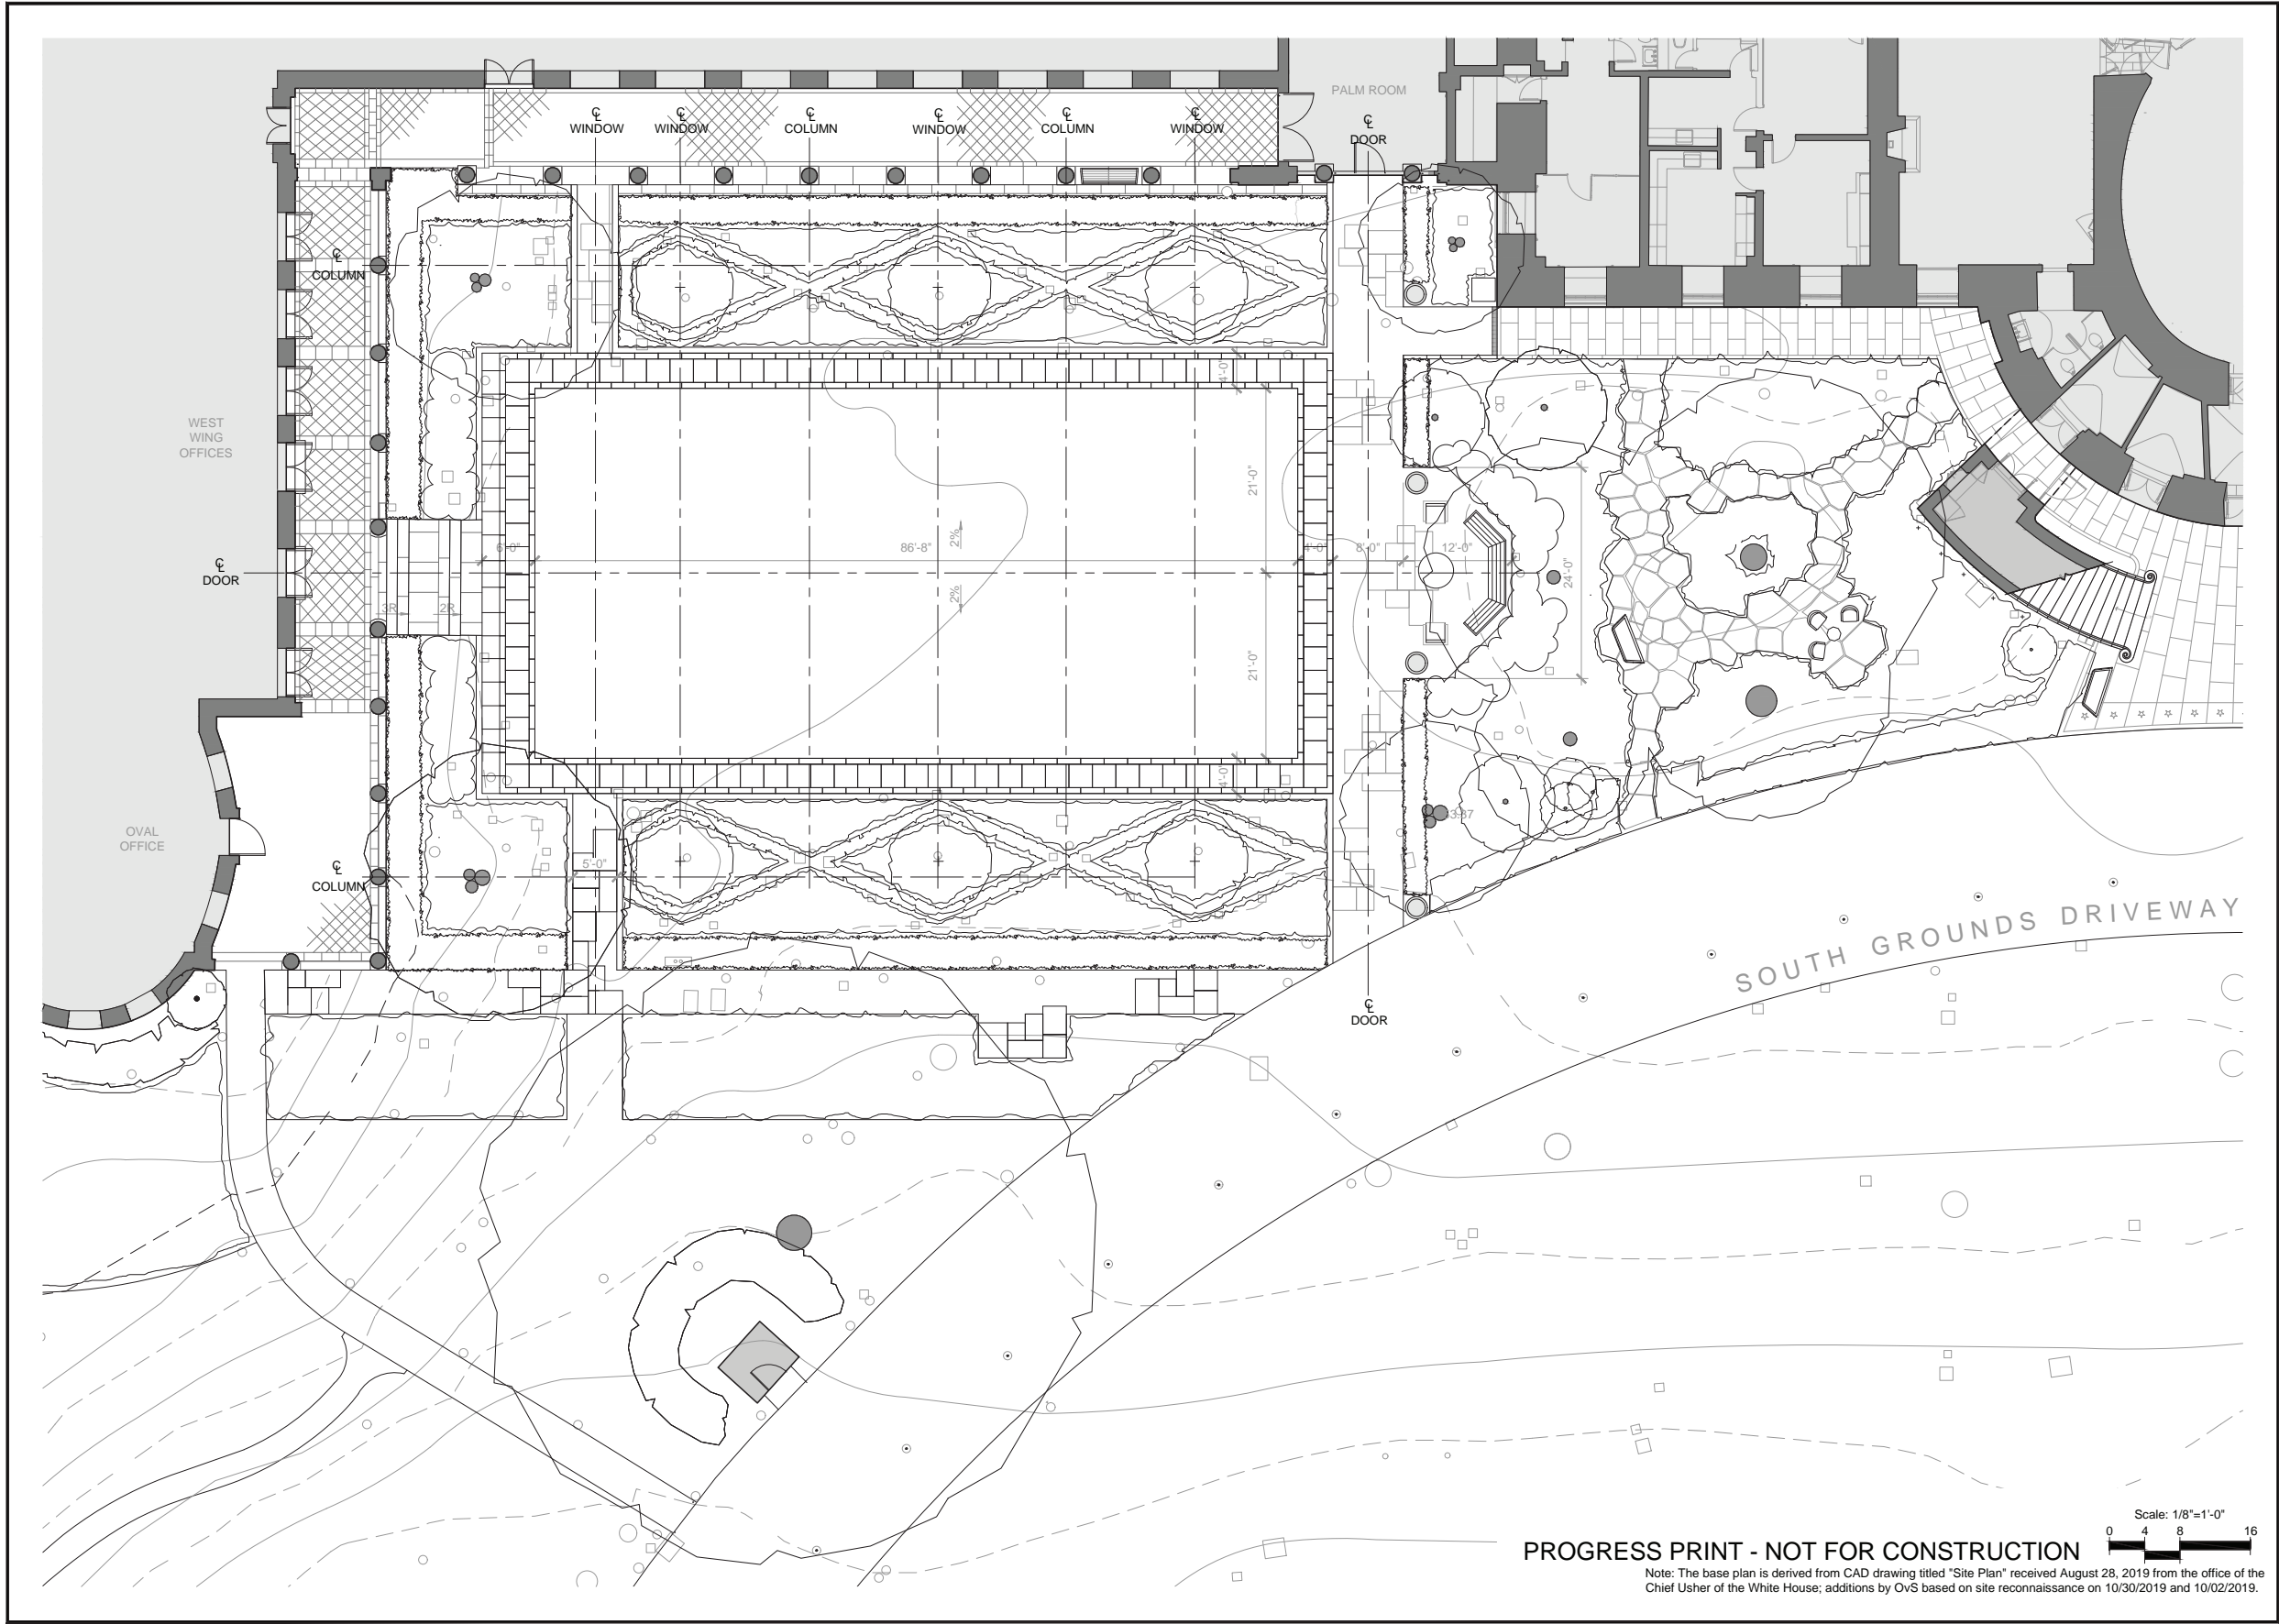 PALM ROOM
℄
WINDOW
℄
WINDOW
℄
COLUMN
℄
WINDOW
℄
COLUMN
℄
WINDOW
℄
DOOR
℄
COLUMN
4'-0"
WEST
WING
OFFICES
21'-0"
2%
6'-0"
86'-8"
4'-0"
8'-0"
12'-0"
24'-0"
℄
DOOR
2%
3R
2R
21'-0"
4'-0"
OVAL
OFFICE
5'-0"
℄
COLUMN
SOUTH GROUNDS DRIVEWAY
℄
DOOR
Scale: 1/8"=1'-0"
0 4 8 16
PROGRESS PRINT - NOT FOR CONSTRUCTION
Note: The base plan is derived from CAD drawing titled "Site Plan" received August 28, 2019 from the office of the
Chief Usher of the White House; additions by OvS based on site reconnaissance on 10/30/2019 and 10/02/2019.